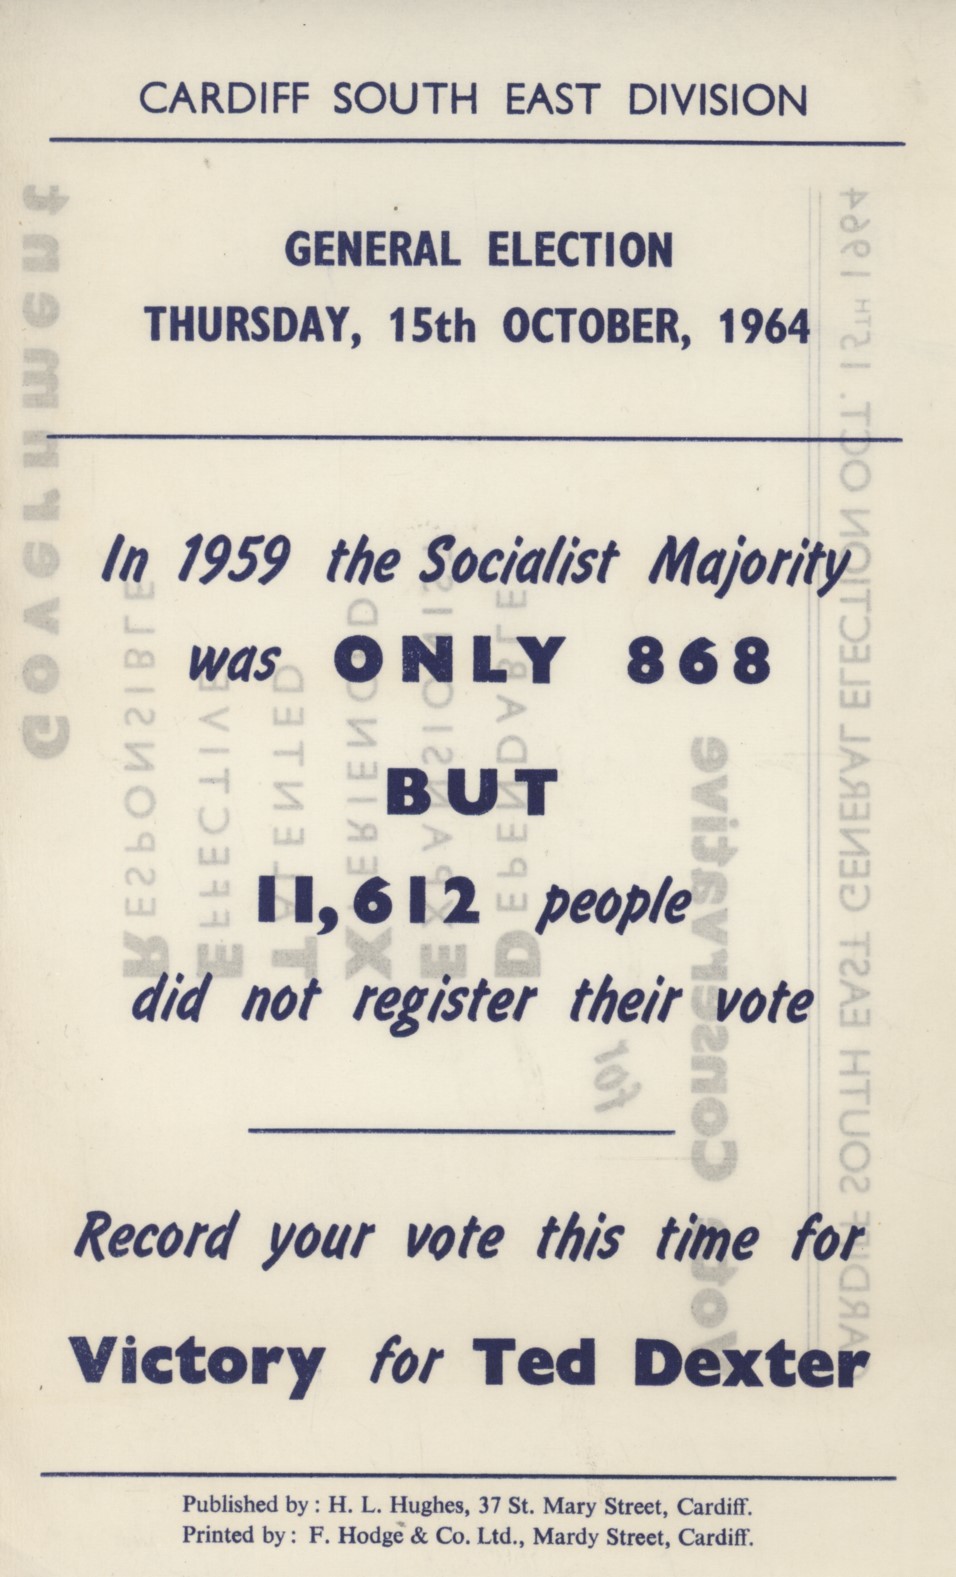 CARDIFF SOUTH EAST DIVISION
GENERAL ELECTION
THURSDAY, 15th OCTOBER, 1964
In 1959 the Socialist Majority
was ONLY 868
BUT
11,612 people
did not register their vote
Record your vote this time for
Victory for Ted Dexter
Published by : H. L. Hughes, 37 St. Mary Street, Cardiff.
Printed by : F. Hodge & Co. Ltd., Mardy Street, Cardiff.